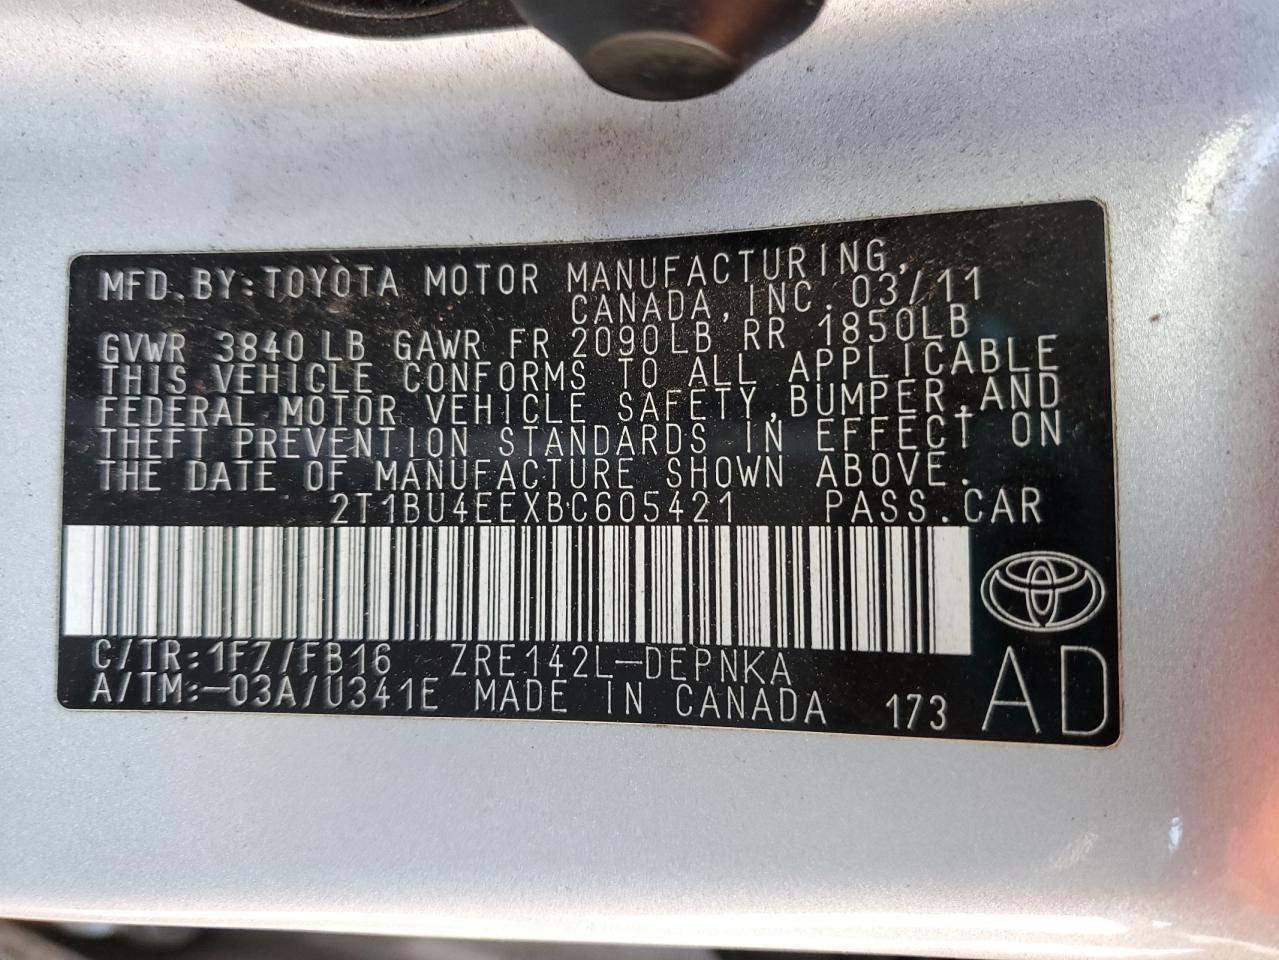 MFD.BY:TOYOTA MOTOR MANUFACTURING,
CANADA,INC.03/11
GVWR 3840LB GAWR FR 2090LB RR 1850LB
THIS VEHICLE CONFORMS TO ALL APPLICABLE
FEDERAL MOTOR VEHICLE SAFETY,BUMPER,AND
THEFT PREVENTION STANDARDS IN EFFECT ON
THE DATE OF MANUFACTURE SHOWN ABOVE.
2T1BU4EEXBC605421 PASS.CAR
C/TR:1F7/FB16 ZRE142L-DEPNKA
A/TM:-03A/U341E MADE IN CANADA 173
AD